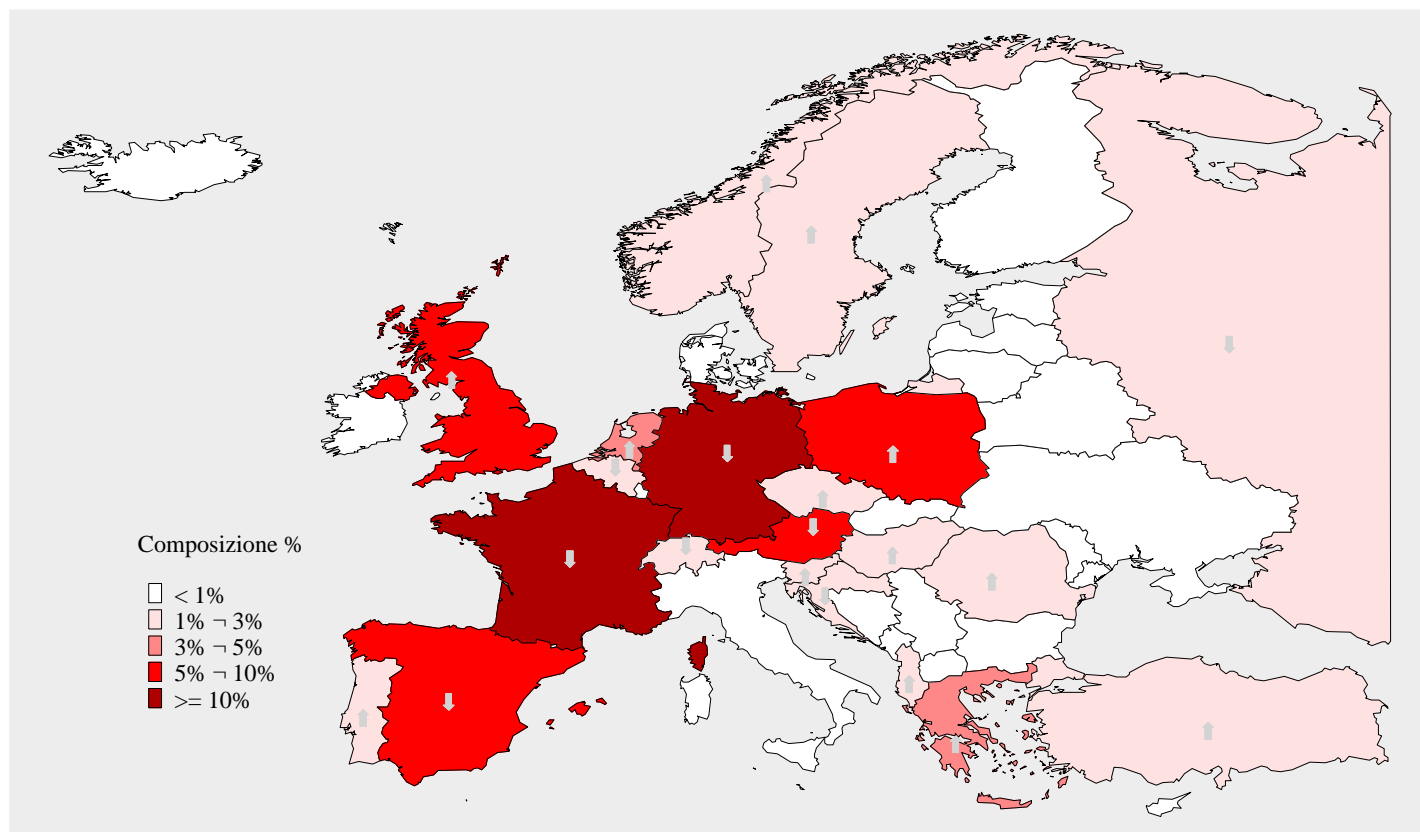 Composizione %
< 1%
1% ¬ 3%
3% ¬ 5%
5% ¬ 10%
>= 10%